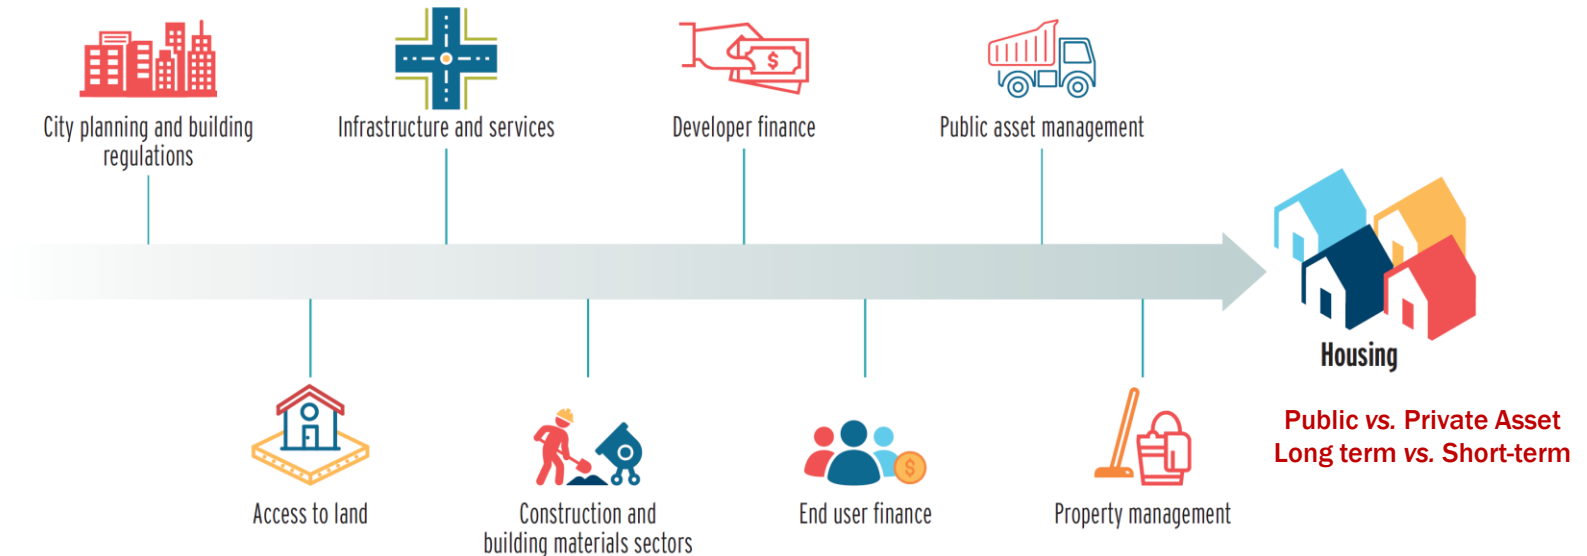 City planning and building
regulations
Infrastructure and services
Developer finance
$
Public asset management
Access to land
Construction and
building materials sectors
End user finance
$
Property management
Housing
Public vs. Private Asset
Long term vs. Short-term